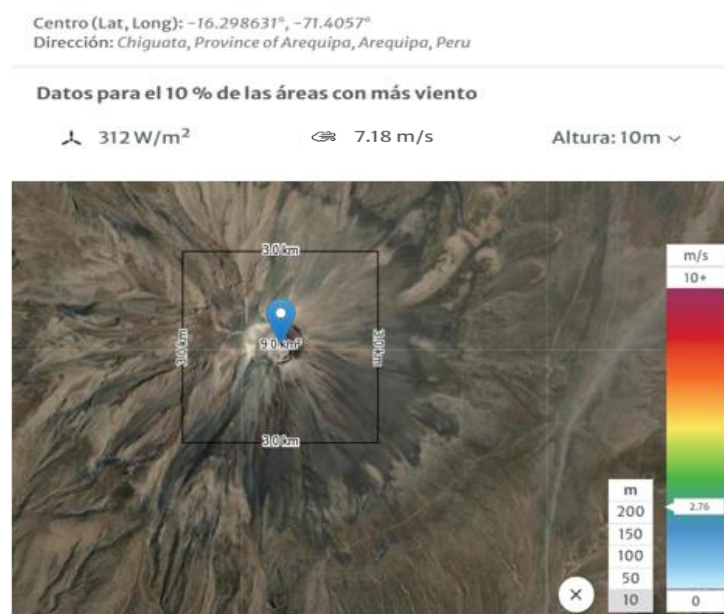 Centro (Lat, Long): -16.298631°, -71.4057°
Dirección: Chiguata, Province of Arequipa, Arequipa, Peru
Datos para el 10 % de las áreas con más viento
312 W/m² 7.18 m/s Altura: 10m
3.0 km
m/s
10+
3.0 km
9.0 km²
3.0 km
3.0 km
m
200
2.76
150
100
50
10
0